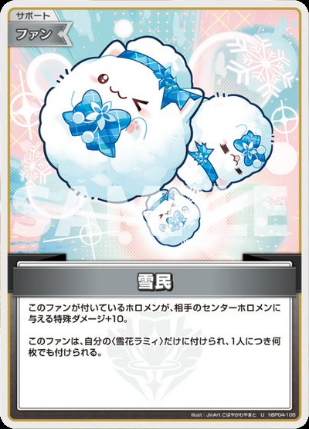 サポート
ファン
SAMPLE
雪民
このファンが付いているホロメンが、相手のセンターホロメンに
与える特殊ダメージ+10。
このファンは、自分の〈雪花ラミィ〉だけに付けられ、1人につき何
枚でも付けられる。
U hBP04-106